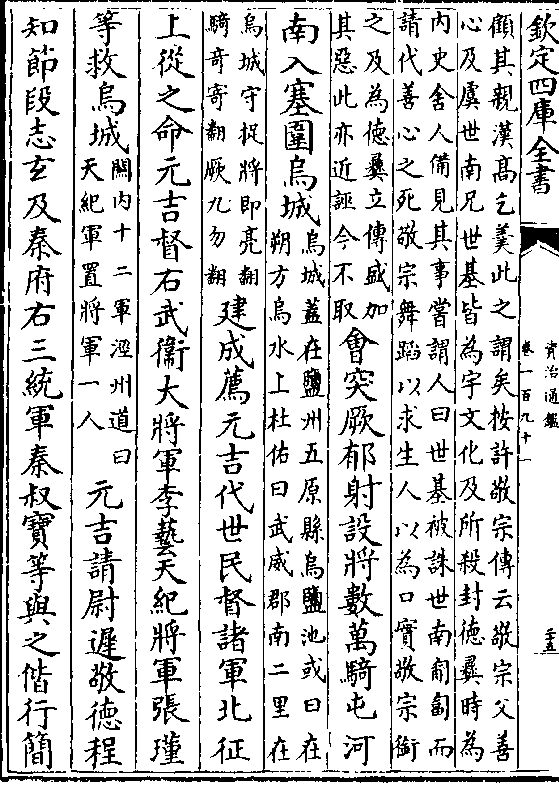 欽定四庫全書
資治通鑑
卷一百九十一
三五
顧其親漢高乞羮此之謂矣按許敬宗傳云敬宗父善
心及虞世南兄世基皆為宇文化及所殺封德彞時為
内史舍人備見其事嘗謂人曰世基被誅世南匍匐而
請代善心之死敬宗舞蹈以求生人以為口實敬宗銜
之及為德彞立傳盛加
其惡此亦近誣今不取
會突厥郁射設將數萬騎屯河
南入塞圍烏城
烏城蓋在鹽州五原縣烏鹽池或曰在
朔方烏水上杜佑曰武威郡南二里在
烏城守捉將即亮翻
騎奇寄翻厥九勿翻
建成薦元吉代世民督諸軍北征
上從之命元吉督右武衞大將軍李藝天紀將軍張瑾
等救烏城
關内十二軍涇州道曰
天紀軍置將軍一人
元吉請尉遲敬德程
知節段志玄及秦府右三統軍秦叔寳等與之偕行簡